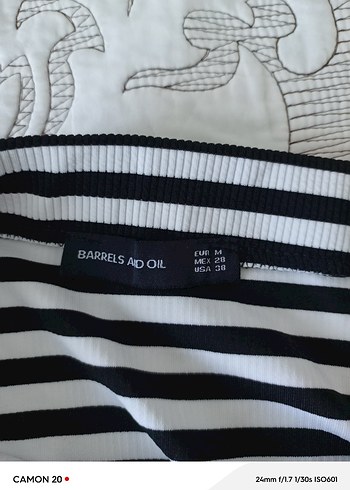 BARRELS AND OIL
EUR M
MEX 28
USA 38
CAMON 20
24mm f/1.7 1/30s ISO601